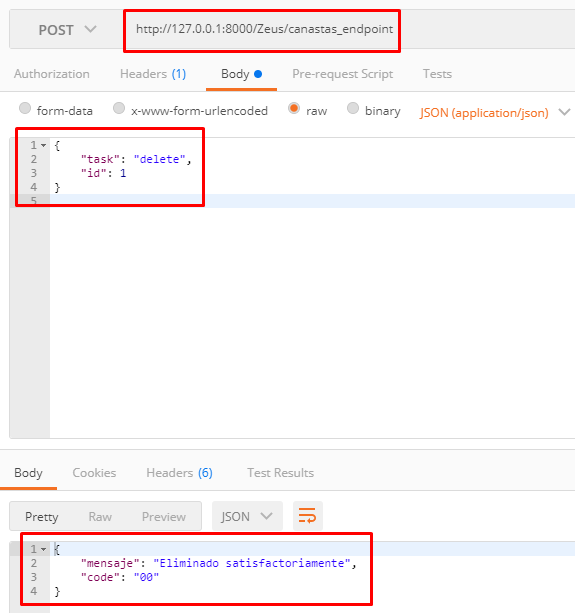 POST http://127.0.0.1:8000/Zeus/canastas_endpoint
Authorization Headers (1) Body Pre-request Script Tests
form-data x-www-form-urlencoded raw binary JSON (application/json)
1 {
2 "task": "delete",
3 "id": 1
4 }
5
Body Cookies Headers (6) Test Results
Pretty Raw Preview JSON
1 {
2 "mensaje": "Eliminado satisfactoriamente",
3 "code": "00"
4 }